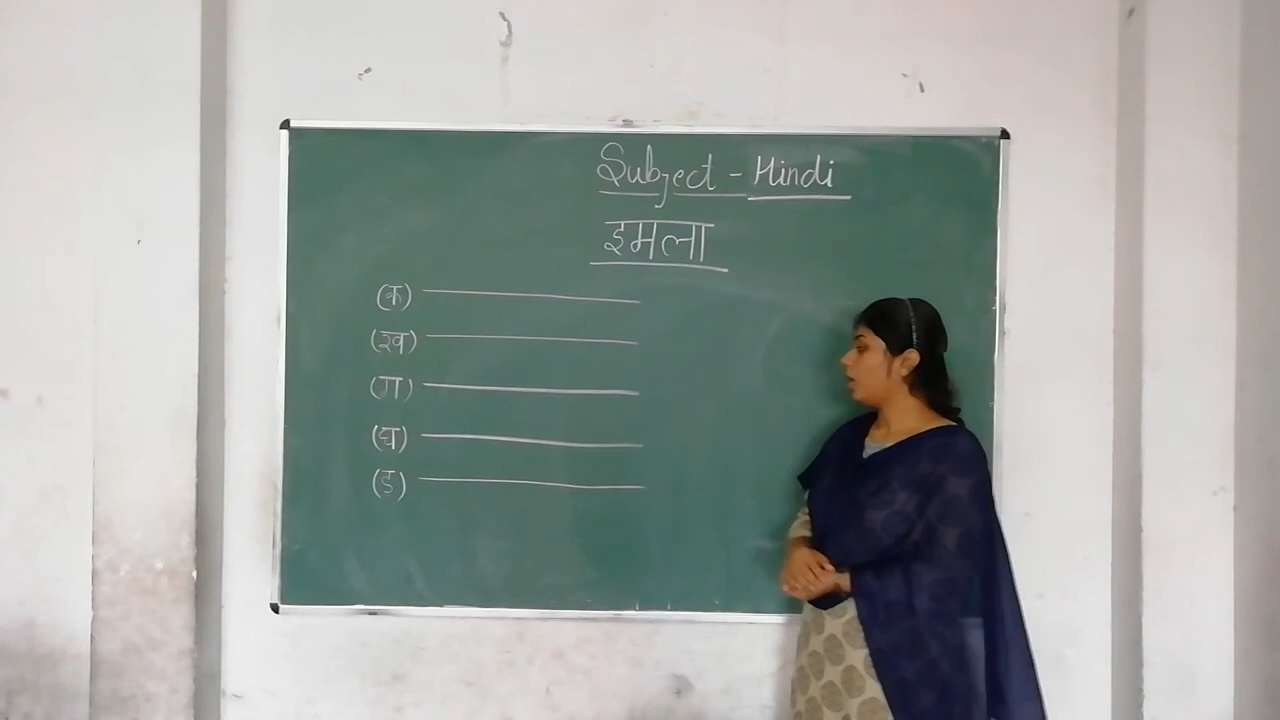 Subject - Hindi
इमला
(क)
(ख)
(ग)
(घ)
(ङ)